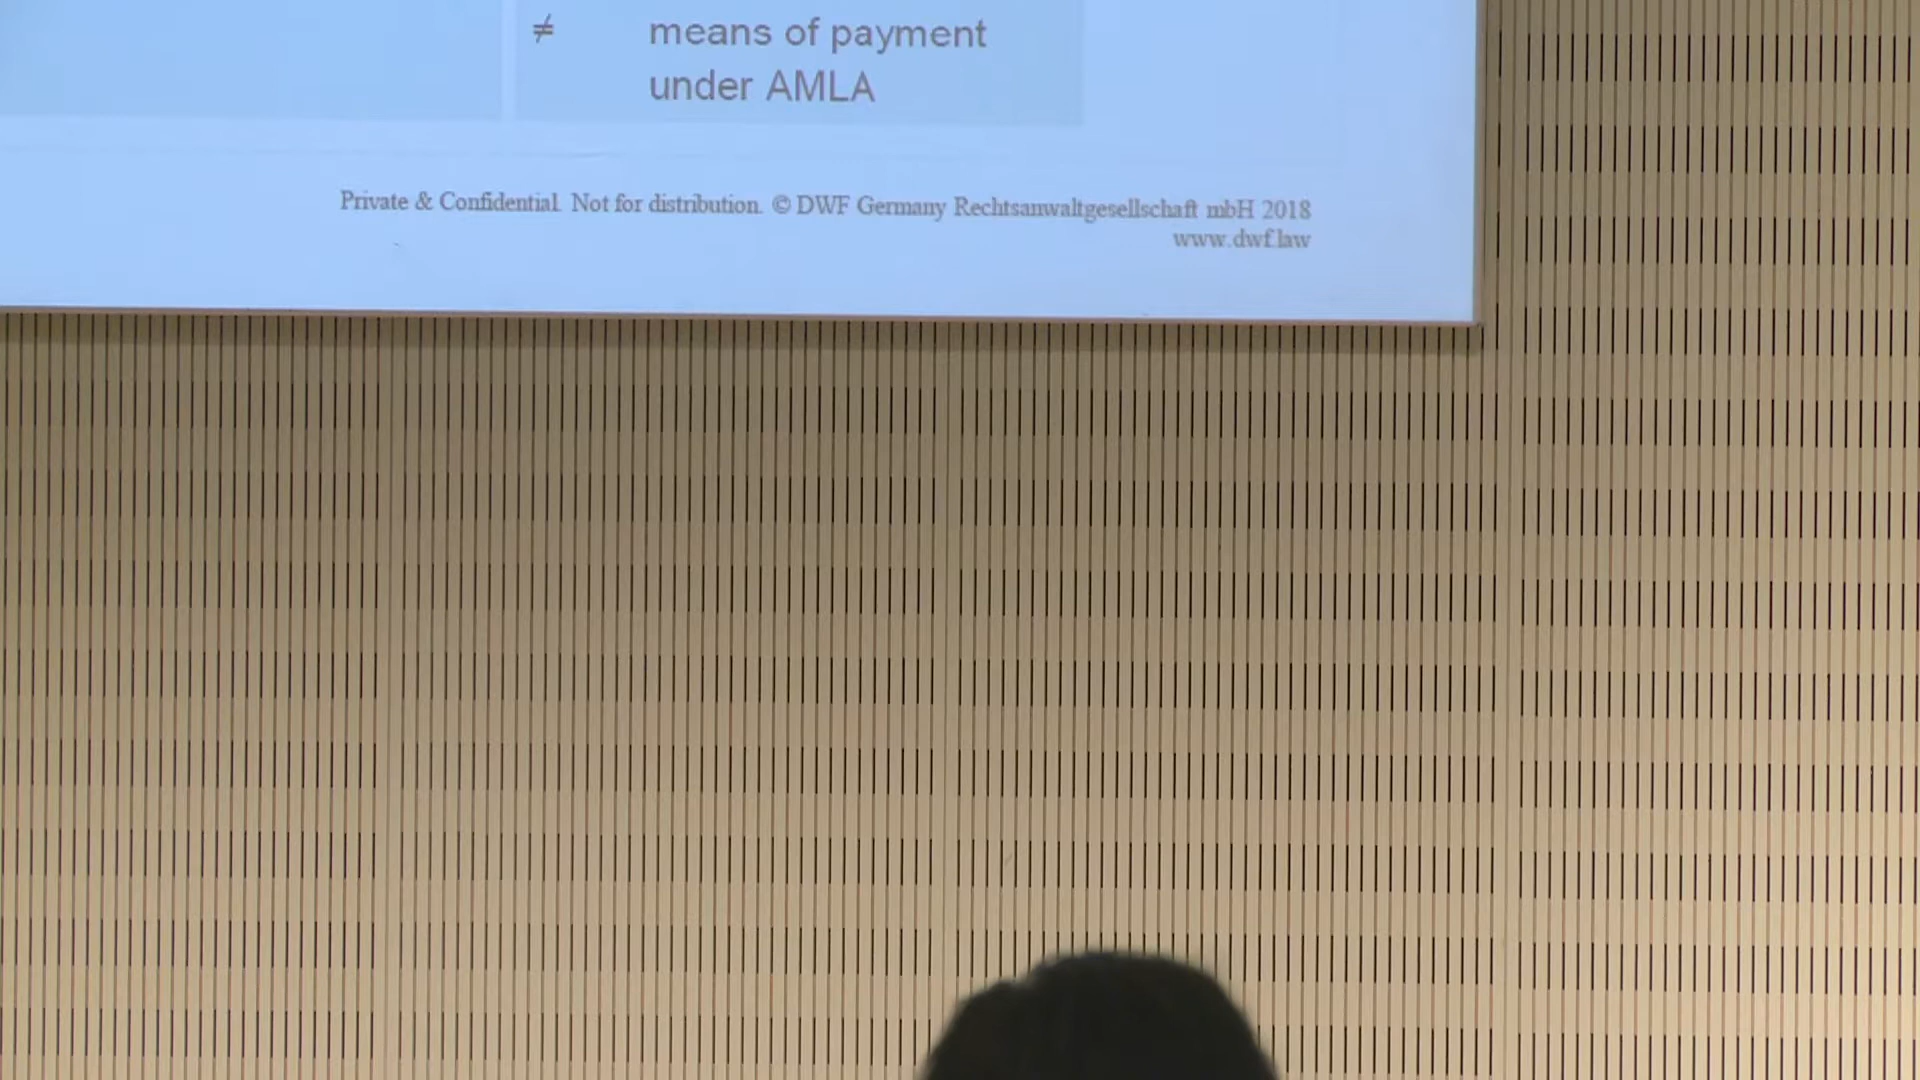 ≠ means of payment
under AMLA
Private & Confidential. Not for distribution. © DWF Germany Rechtsanwaltgesellschaft mbH 2018
www.dwf.law